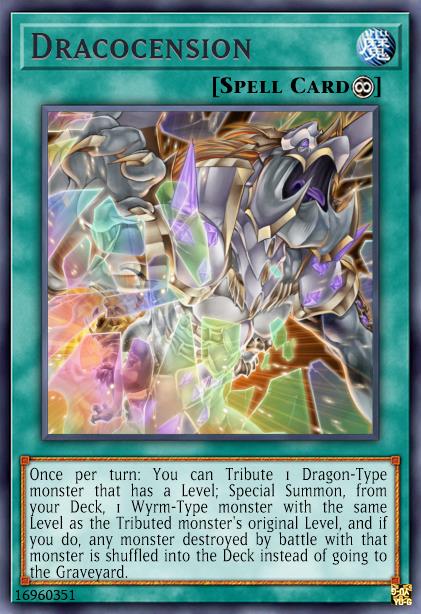 Dracocension
魔
[Spell Card∞]
Once per turn: You can Tribute 1 Dragon-Type
monster that has a Level; Special Summon, from
your Deck, 1 Wyrm-Type monster with the same
Level as the Tributed monster's original Level, and if
you do, any monster destroyed by battle with that
monster is shuffled into the Deck instead of going to
the Graveyard.
16960351